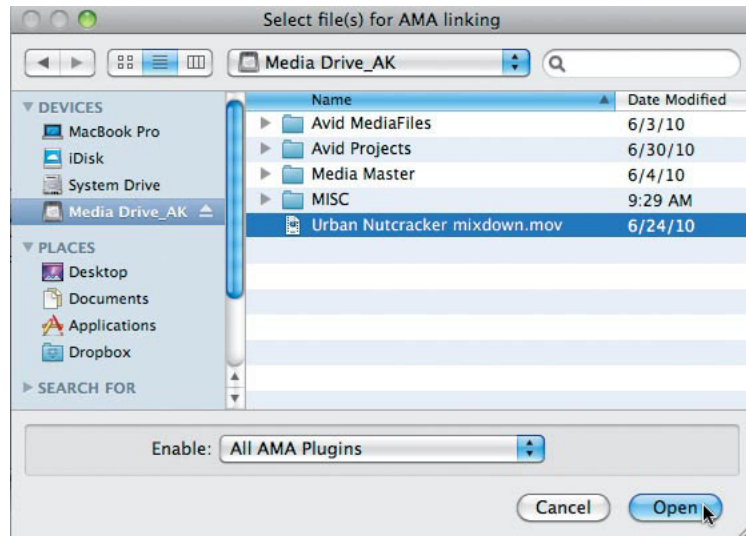 Select file(s) for AMA linking
Media Drive_AK
DEVICES
MacBook Pro
iDisk
System Drive
Media Drive_AK
PLACES
Desktop
Documents
Applications
Dropbox
SEARCH FOR
Name Date Modified
Avid MediaFiles 6/3/10
Avid Projects 6/30/10
Media Master 6/4/10
MISC 9:29 AM
Urban Nutcracker mixdown.mov 6/24/10
Enable: All AMA Plugins
Cancel Open